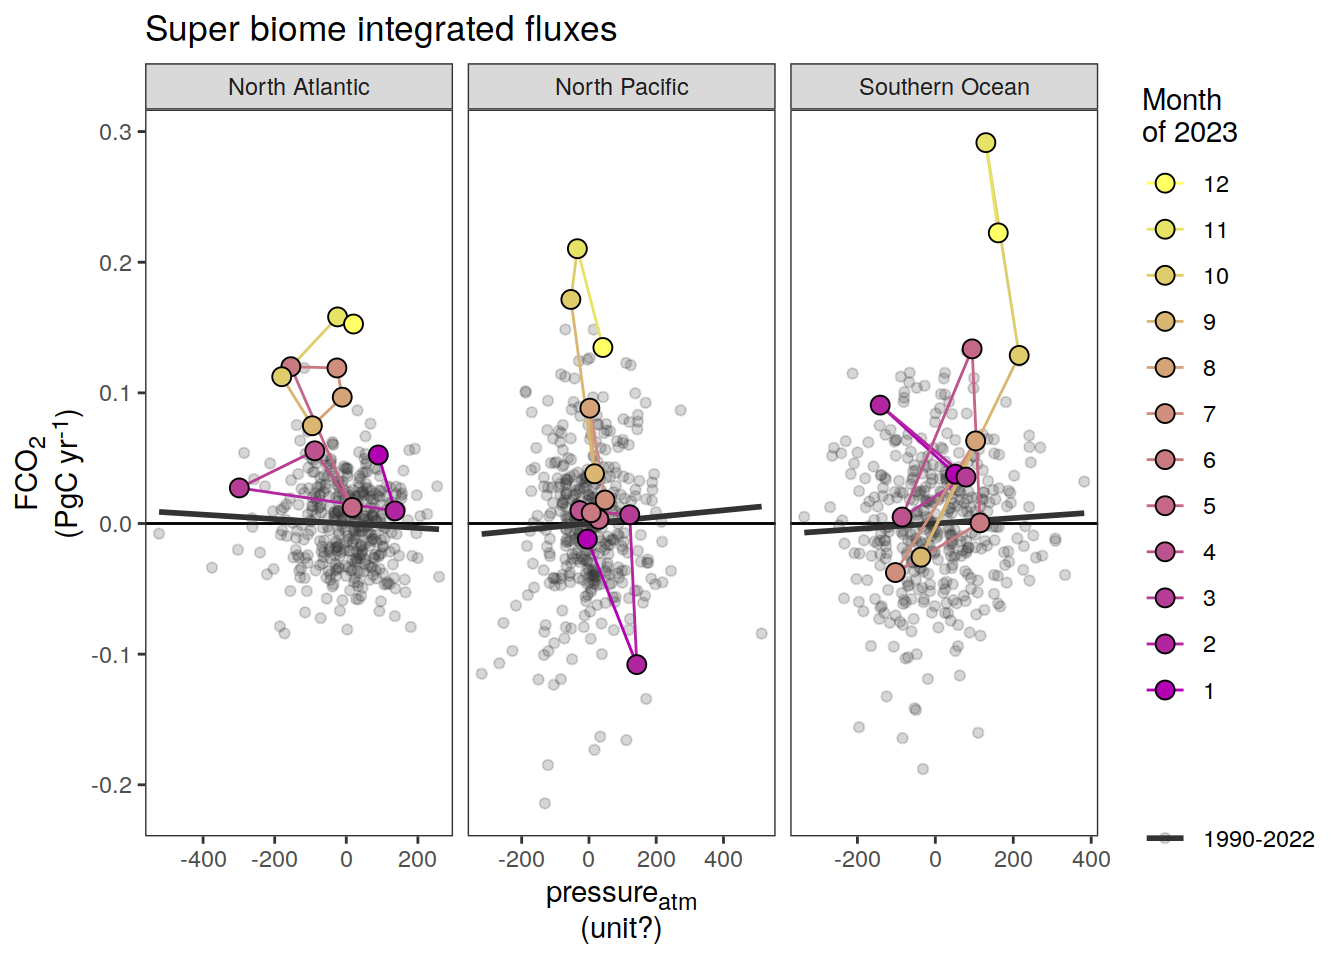 Super biome integrated fluxes
North Atlantic
North Pacific
Southern Ocean
0.3
0.2
0.1
0.0
-0.1
-0.2
FCO2
(PgC yr-1)
-400 -200 0 200
-200 0 200 400
-200 0 200 400
pressureatm
(unit?)
Month
of 2023
12
11
10
9
8
7
6
5
4
3
2
1
1990-2022